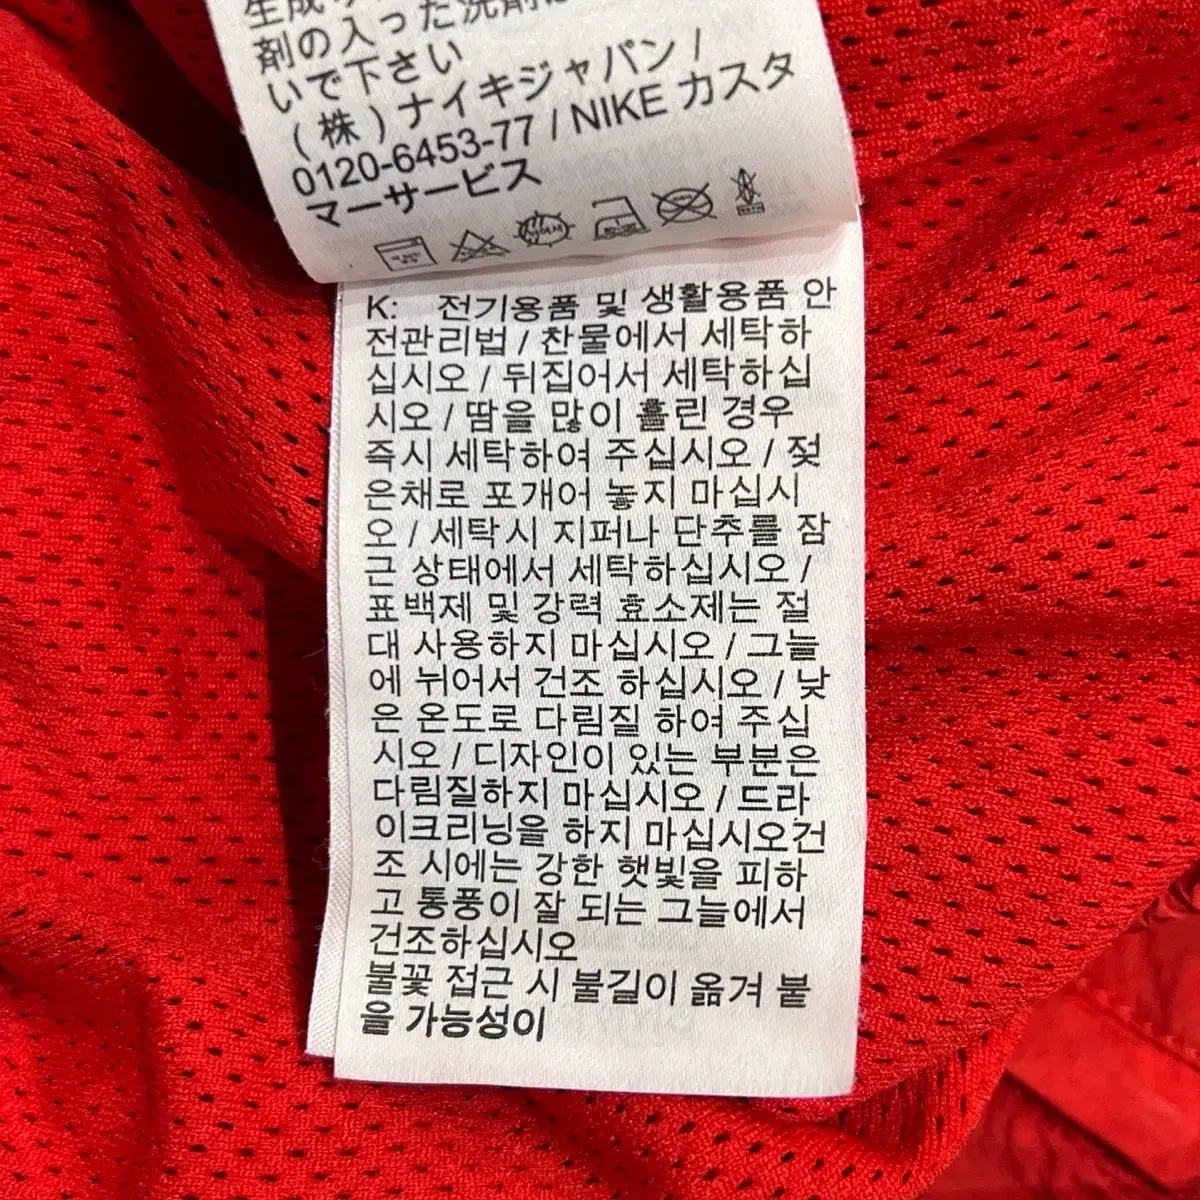 剤の入った洗剤
いで下さい
(株)ナイキジャパン /
0120-6453-77 / NIKE カスタ
マーサービス
K: 전기용품 및 생활용품 안
전관리법 / 찬물에서 세탁하
십시오 / 뒤집어서 세탁하십
시오 / 땀을 많이 흘린 경우
즉시 세탁하여 주십시오 / 젖
은채로 포개어 놓지 마십시
오 / 세탁시 지퍼나 단추를 잠
근 상태에서 세탁하십시오 /
표백제 및 강력 효소제는 절
대 사용하지 마십시오 / 그늘
에 뉘어서 건조 하십시오 / 낮
은 온도로 다림질 하여 주십
시오 / 디자인이 있는 부분은
다림질하지 마십시오 / 드라
이크리닝을 하지 마십시오건
조 시에는 강한 햇빛을 피하
고 통풍이 잘 되는 그늘에서
건조하십시오
불꽃 접근 시 불길이 옮겨 붙
을 가능성이